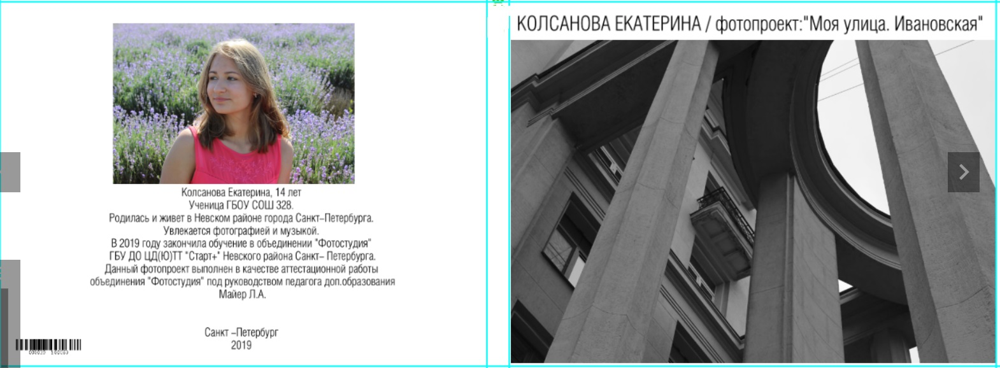 Колсанова Екатерина, 14 лет
Ученица ГБОУ СОШ 328.
Родилась и живет в Невском районе города Санкт–Петербурга.
Увлекается фотографией и музыкой.
В 2019 году закончила обучение в объединении "Фотостудия"
ГБУ ДО ЦД(Ю)ТТ "Старт+" Невского района Санкт– Петербурга.
Данный фотопроект выполнен в качестве аттестационной работы
объединения "Фотостудия" под руководством педагога доп.образования
Майер Л.А.
Санкт –Петербург
2019
КОЛСАНОВА ЕКАТЕРИНА / фотопроект:"Моя улица. Ивановская"